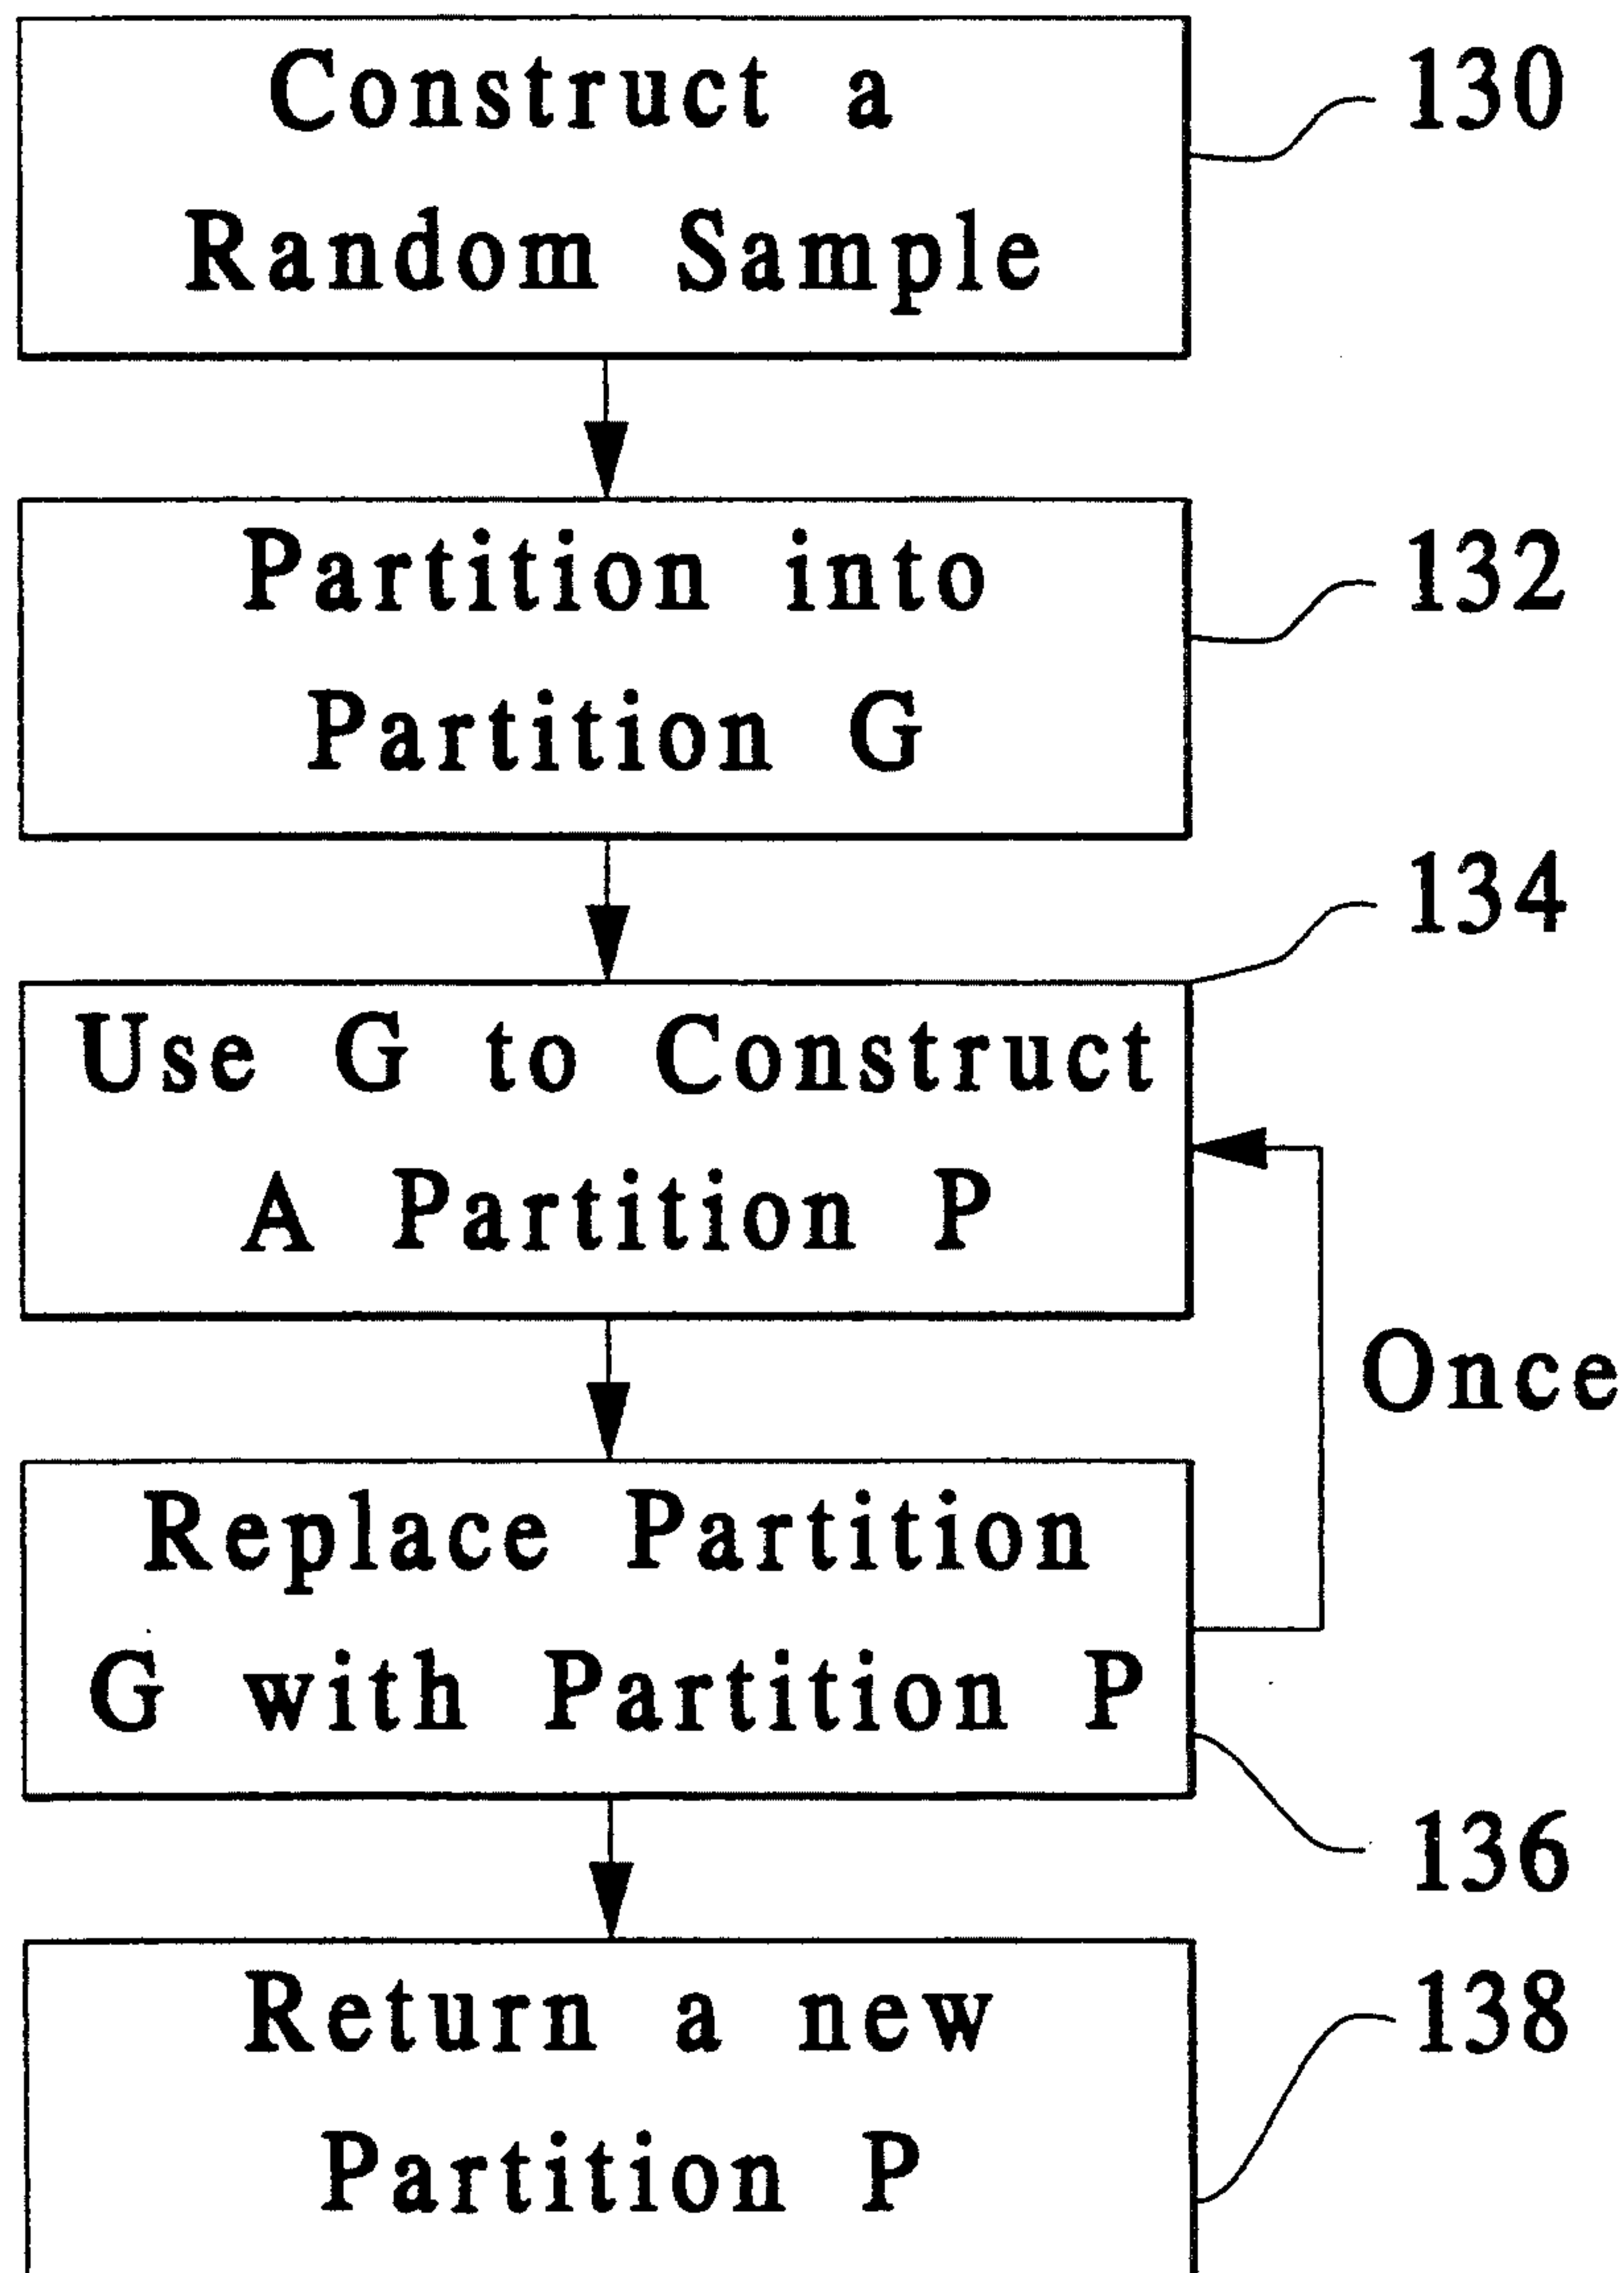 Construct a
Random Sample
130
Partition into
Partition G
132
134
Use G to Construct
A Partition P
Once
Replace Partition
G with Partition P
136
Return a new
Partition P
138